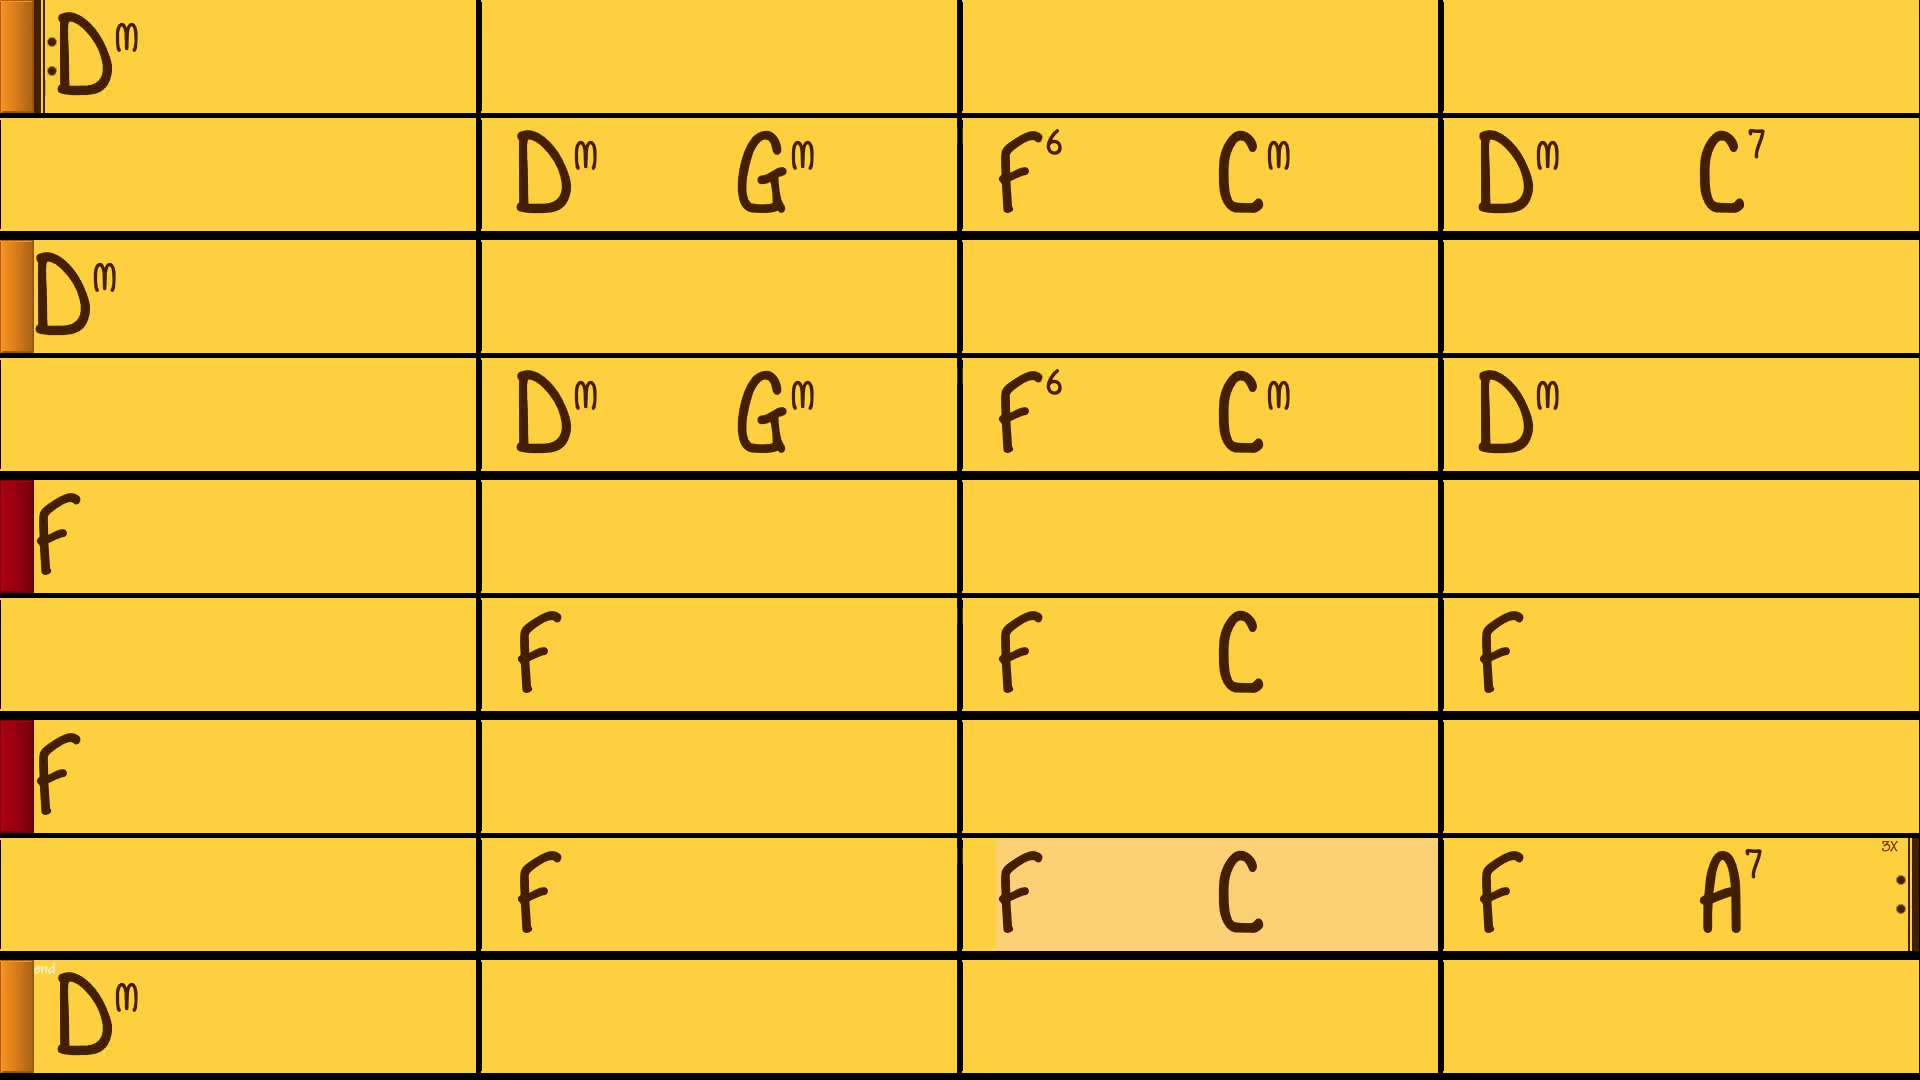 :Dm
Dm Gm F6 Cm Dm C7
Dm
Dm Gm F6 Cm Dm
F
F F C F
F
3X
F F C F A7 :
end
Dm